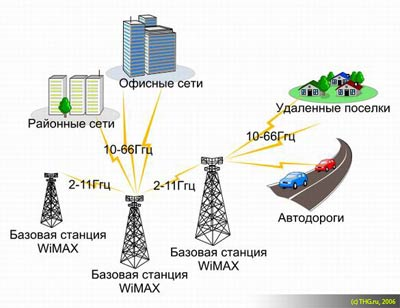 Офисные сети
Районные сети
Удаленные поселки
10-66Ггц
10-66Ггц
2-11Ггц
2-11Ггц
Автодороги
Базовая станция
WiMAX
Базовая станция
WiMAX
Базовая станция
WiMAX
(c) THG.ru, 2006